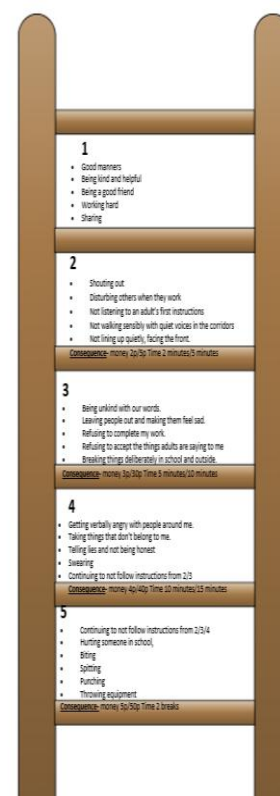 1
• Good manners
• Being kind and helpful
• Being a good friend
• Working hard
• Sharing
2
• Shouting out
• Disturbing others when they work
• Not listening to an adult's first instructions
• Not walking sensibly with quiet voices in the corridors
• Not lining up quietly, facing the front.
Consequence- money 2p/5p Time 2 minutes/5 minutes
3
• Being unkind with our words.
• Leaving people out and making them feel sad.
• Refusing to complete my work.
• Refusing to accept the things adults are saying to me
• Breaking things deliberately in school and outside.
Consequence- money 3p/30p Time 5 minutes/10 minutes
4
• Getting verbally angry with people around me.
• Taking things that don't belong to me.
• Telling lies and not being honest
• Swearing
• Continuing to not follow instructions from 2/3
Consequence- money 4p/40p Time 10 minutes/15 minutes
5
• Continuing to not follow instructions from 2/3/4
• Hurting someone in school,
• Biting
• Spitting
• Punching
• Throwing equipment
Consequence- money 5p/50p Time 2 breaks